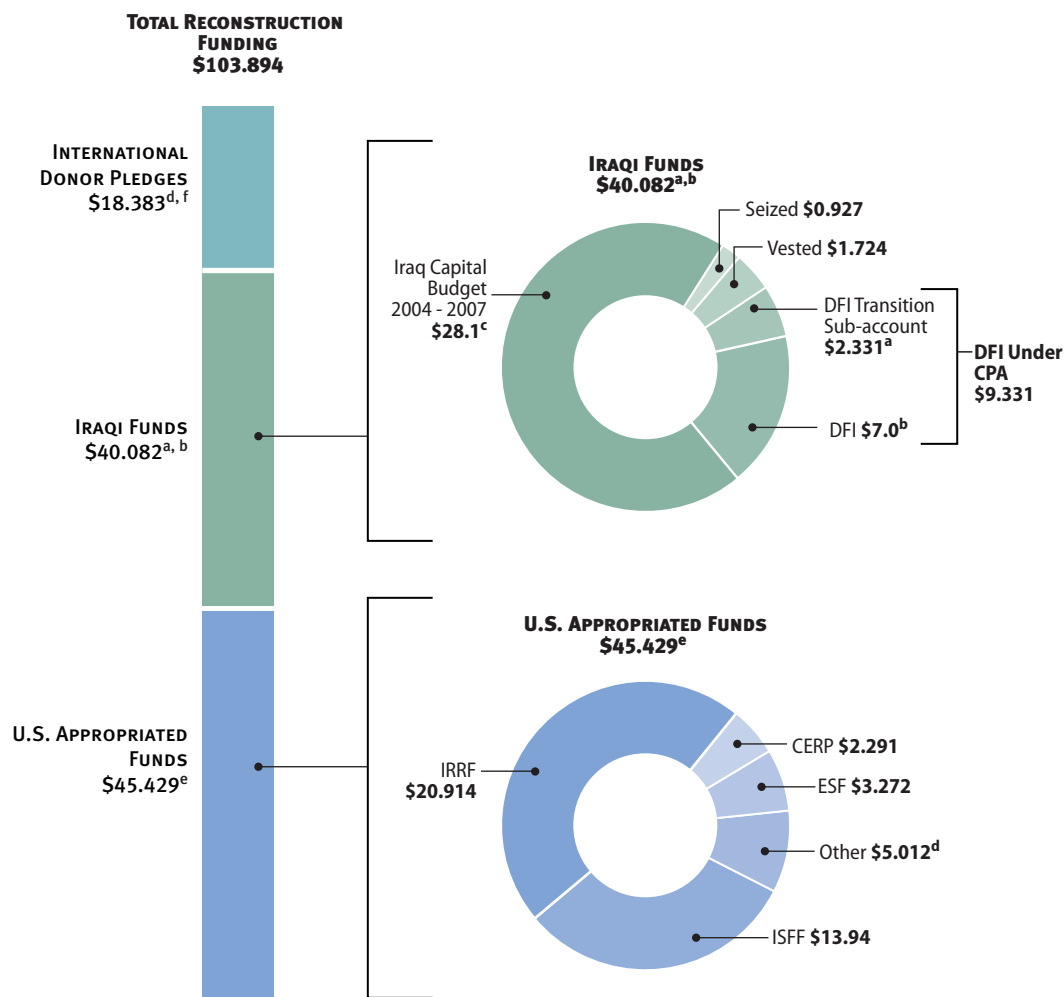 TOTAL RECONSTRUCTION
FUNDING
$103.894
INTERNATIONAL
DONOR PLEDGES
$18.383d, f
IRAQI FUNDS
$40.082a, b
U.S. APPROPRIATED
FUNDS
$45.429e
IRAQI FUNDS
$40.082a,b
Seized $0.927
Vested $1.724
Iraq Capital
Budget
2004 - 2007
$28.1c
DFI Transition
Sub-account
$2.331a
DFI $7.0b
DFI Under
CPA
$9.331
U.S. APPROPRIATED FUNDS
$45.429e
IRRF
$20.914
CERP $2.291
ESF $3.272
Other $5.012d
ISFF $13.94